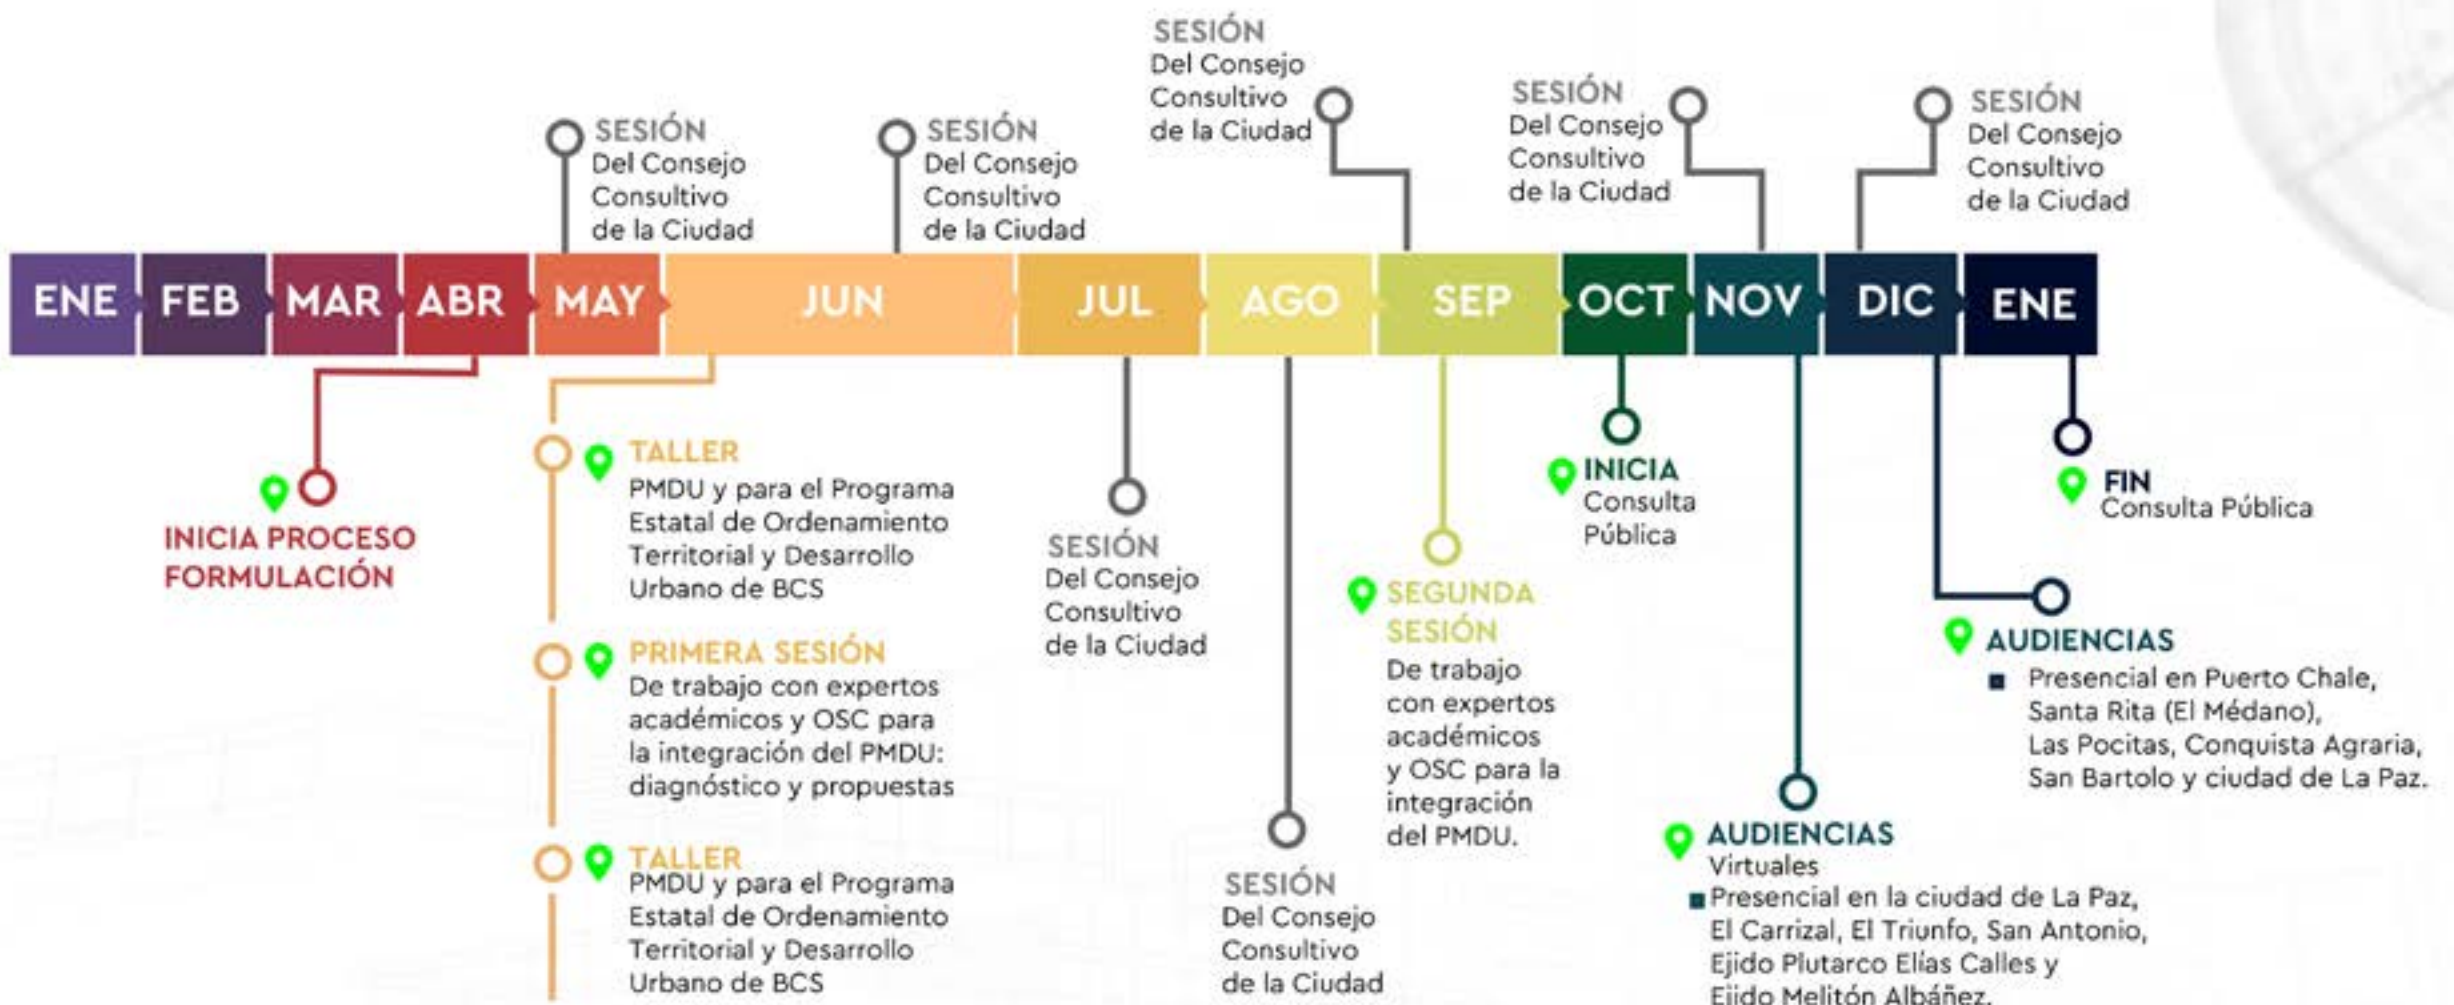 SESIÓN
Del Consejo
Consultivo
de la Ciudad
SESIÓN
Del Consejo
Consultivo
de la Ciudad
SESIÓN
Del Consejo
Consultivo
de la Ciudad
SESIÓN
Del Consejo
Consultivo
de la Ciudad
SESIÓN
Del Consejo
Consultivo
de la Ciudad
ENE FEB MAR ABR MAY JUN JUL AGO SEP OCT NOV DIC ENE
INICIA PROCESO
FORMULACIÓN
TALLER
PMDU y para el Programa
Estatal de Ordenamiento
Territorial y Desarrollo
Urbano de BCS
PRIMERA SESIÓN
De trabajo con expertos
académicos y OSC para
la integración del PMDU:
diagnóstico y propuestas
TALLER
PMDU y para el Programa
Estatal de Ordenamiento
Territorial y Desarrollo
Urbano de BCS
SESIÓN
Del Consejo
Consultivo
de la Ciudad
SESIÓN
Del Consejo
Consultivo
de la Ciudad
SEGUNDA
SESIÓN
De trabajo
con expertos
académicos
y OSC para la
integración
del PMDU.
INICIA
Consulta
Pública
AUDIENCIAS
Virtuales
Presencial en la ciudad de La Paz,
El Carrizal, El Triunfo, San Antonio,
Ejido Plutarco Elías Calles y
Ejido Melitón Albáñez.
AUDIENCIAS
Presencial en Puerto Chale,
Santa Rita (El Médano),
Las Pocitas, Conquista Agraria,
San Bartolo y ciudad de La Paz.
FIN
Consulta Pública